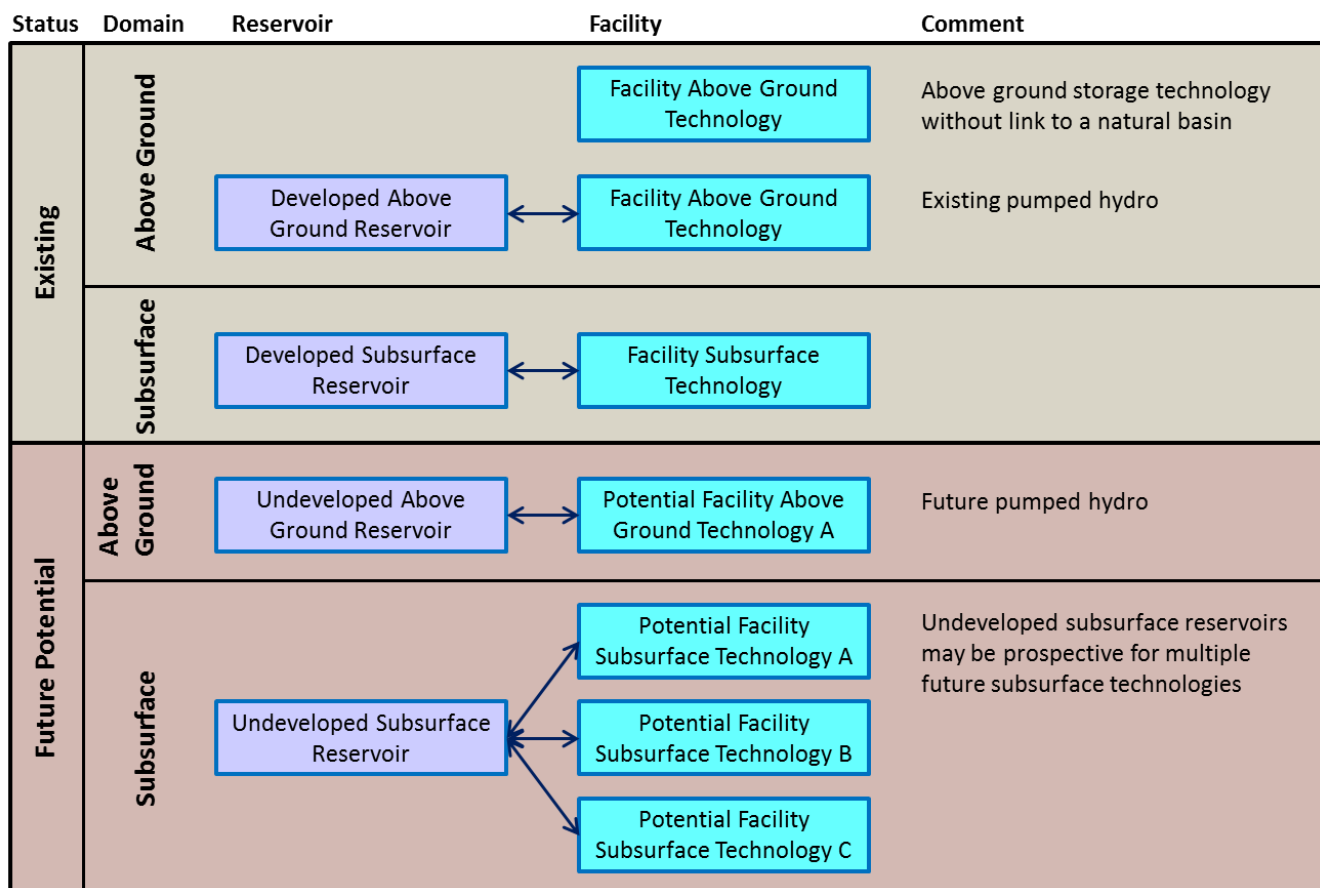 Status Domain Reservoir Facility Comment
Existing
Above Ground
Facility Above Ground
Technology
Above ground storage technology
without link to a natural basin
Developed Above
Ground Reservoir
Facility Above Ground
Technology
Existing pumped hydro
Subsurface
Developed Subsurface
Reservoir
Facility Subsurface
Technology
Future Potential
Above
Ground
Undeveloped Above
Ground Reservoir
Potential Facility Above
Ground Technology A
Future pumped hydro
Subsurface
Undeveloped Subsurface
Reservoir
Potential Facility
Subsurface Technology A
Potential Facility
Subsurface Technology B
Potential Facility
Subsurface Technology C
Undeveloped subsurface reservoirs
may be prospective for multiple
future subsurface technologies